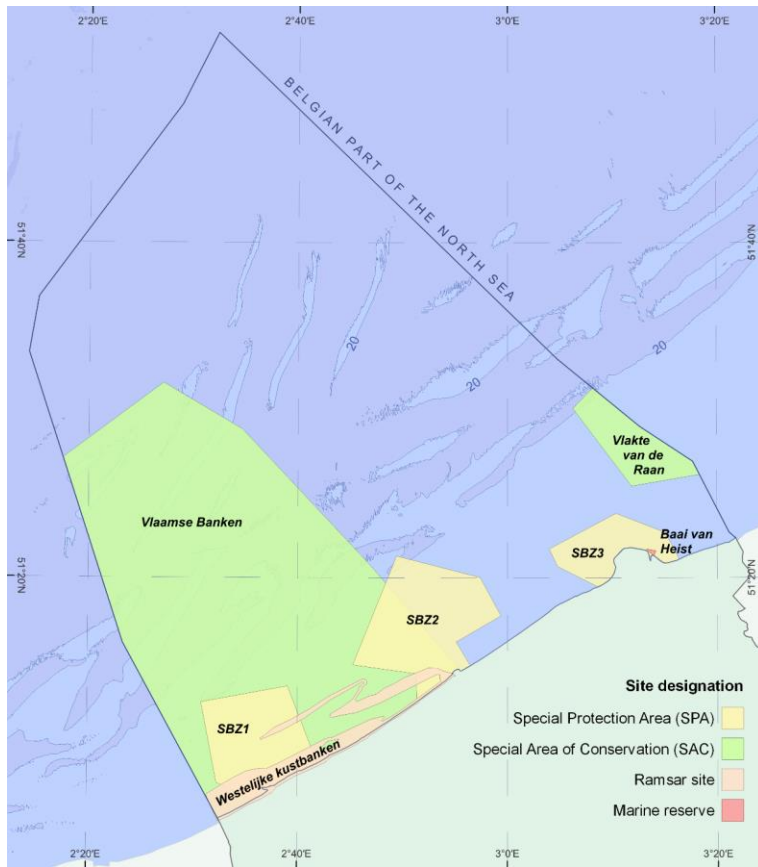 2°20'E
2°40'E
3°0'E
3°20'E
BELGIAN PART OF THE NORTH SEA
51°40'N
51°40'N
20
20
20
Vlakte
van de
Raan
Vlaamse Banken
Baai van
Heist
SBZ3
51°20'N
51°20'N
SBZ2
Site designation
Special Protection Area (SPA)
SBZ1
Special Area of Conservation (SAC)
Westelijke kustbanken
Ramsar site
Marine reserve
2°20'E
2°40'E
3°0'E
3°20'E